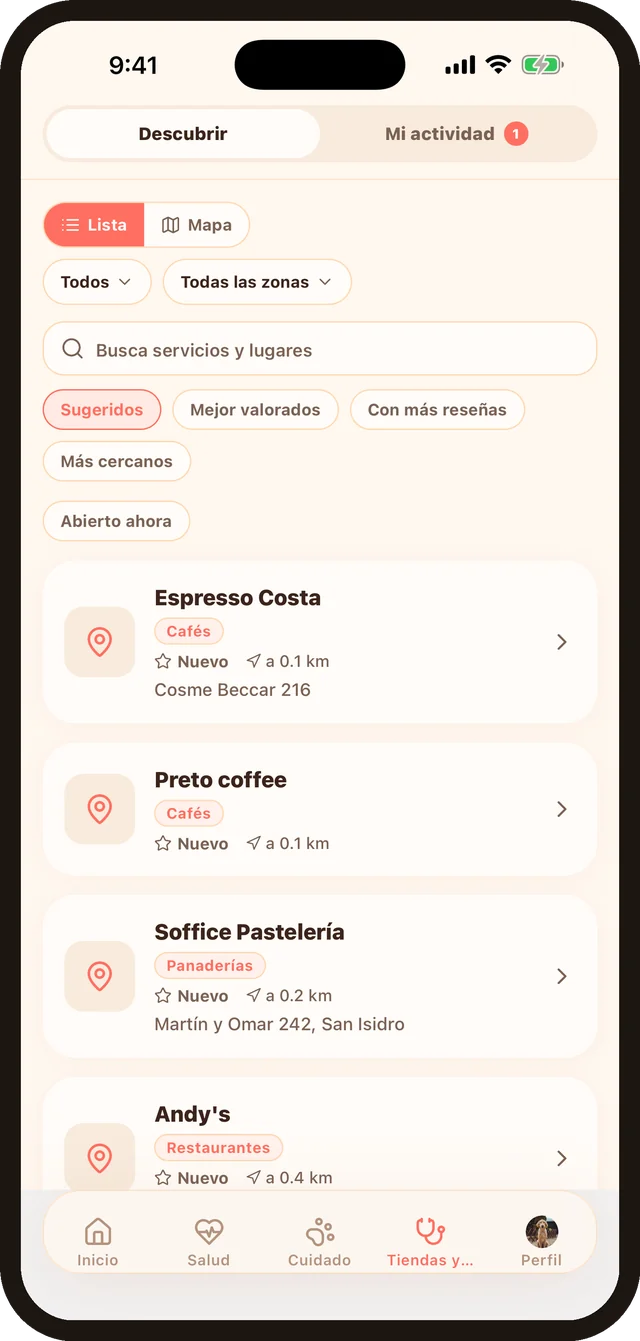 9:41
Descubrir
Mi actividad 1
Lista
Mapa
Todos
Todas las zonas
Busca servicios y lugares
Sugeridos
Mejor valorados
Con más reseñas
Más cercanos
Abierto ahora
Espresso Costa
Cafés
Nuevo a 0.1 km
Cosme Beccar 216
Preto coffee
Cafés
Nuevo a 0.1 km
Soffice Pastelería
Panaderías
Nuevo a 0.2 km
Martín y Omar 242, San Isidro
Andy's
Restaurantes
Nuevo a 0.4 km
Inicio
Salud
Cuidado
Tiendas y...
Perfil